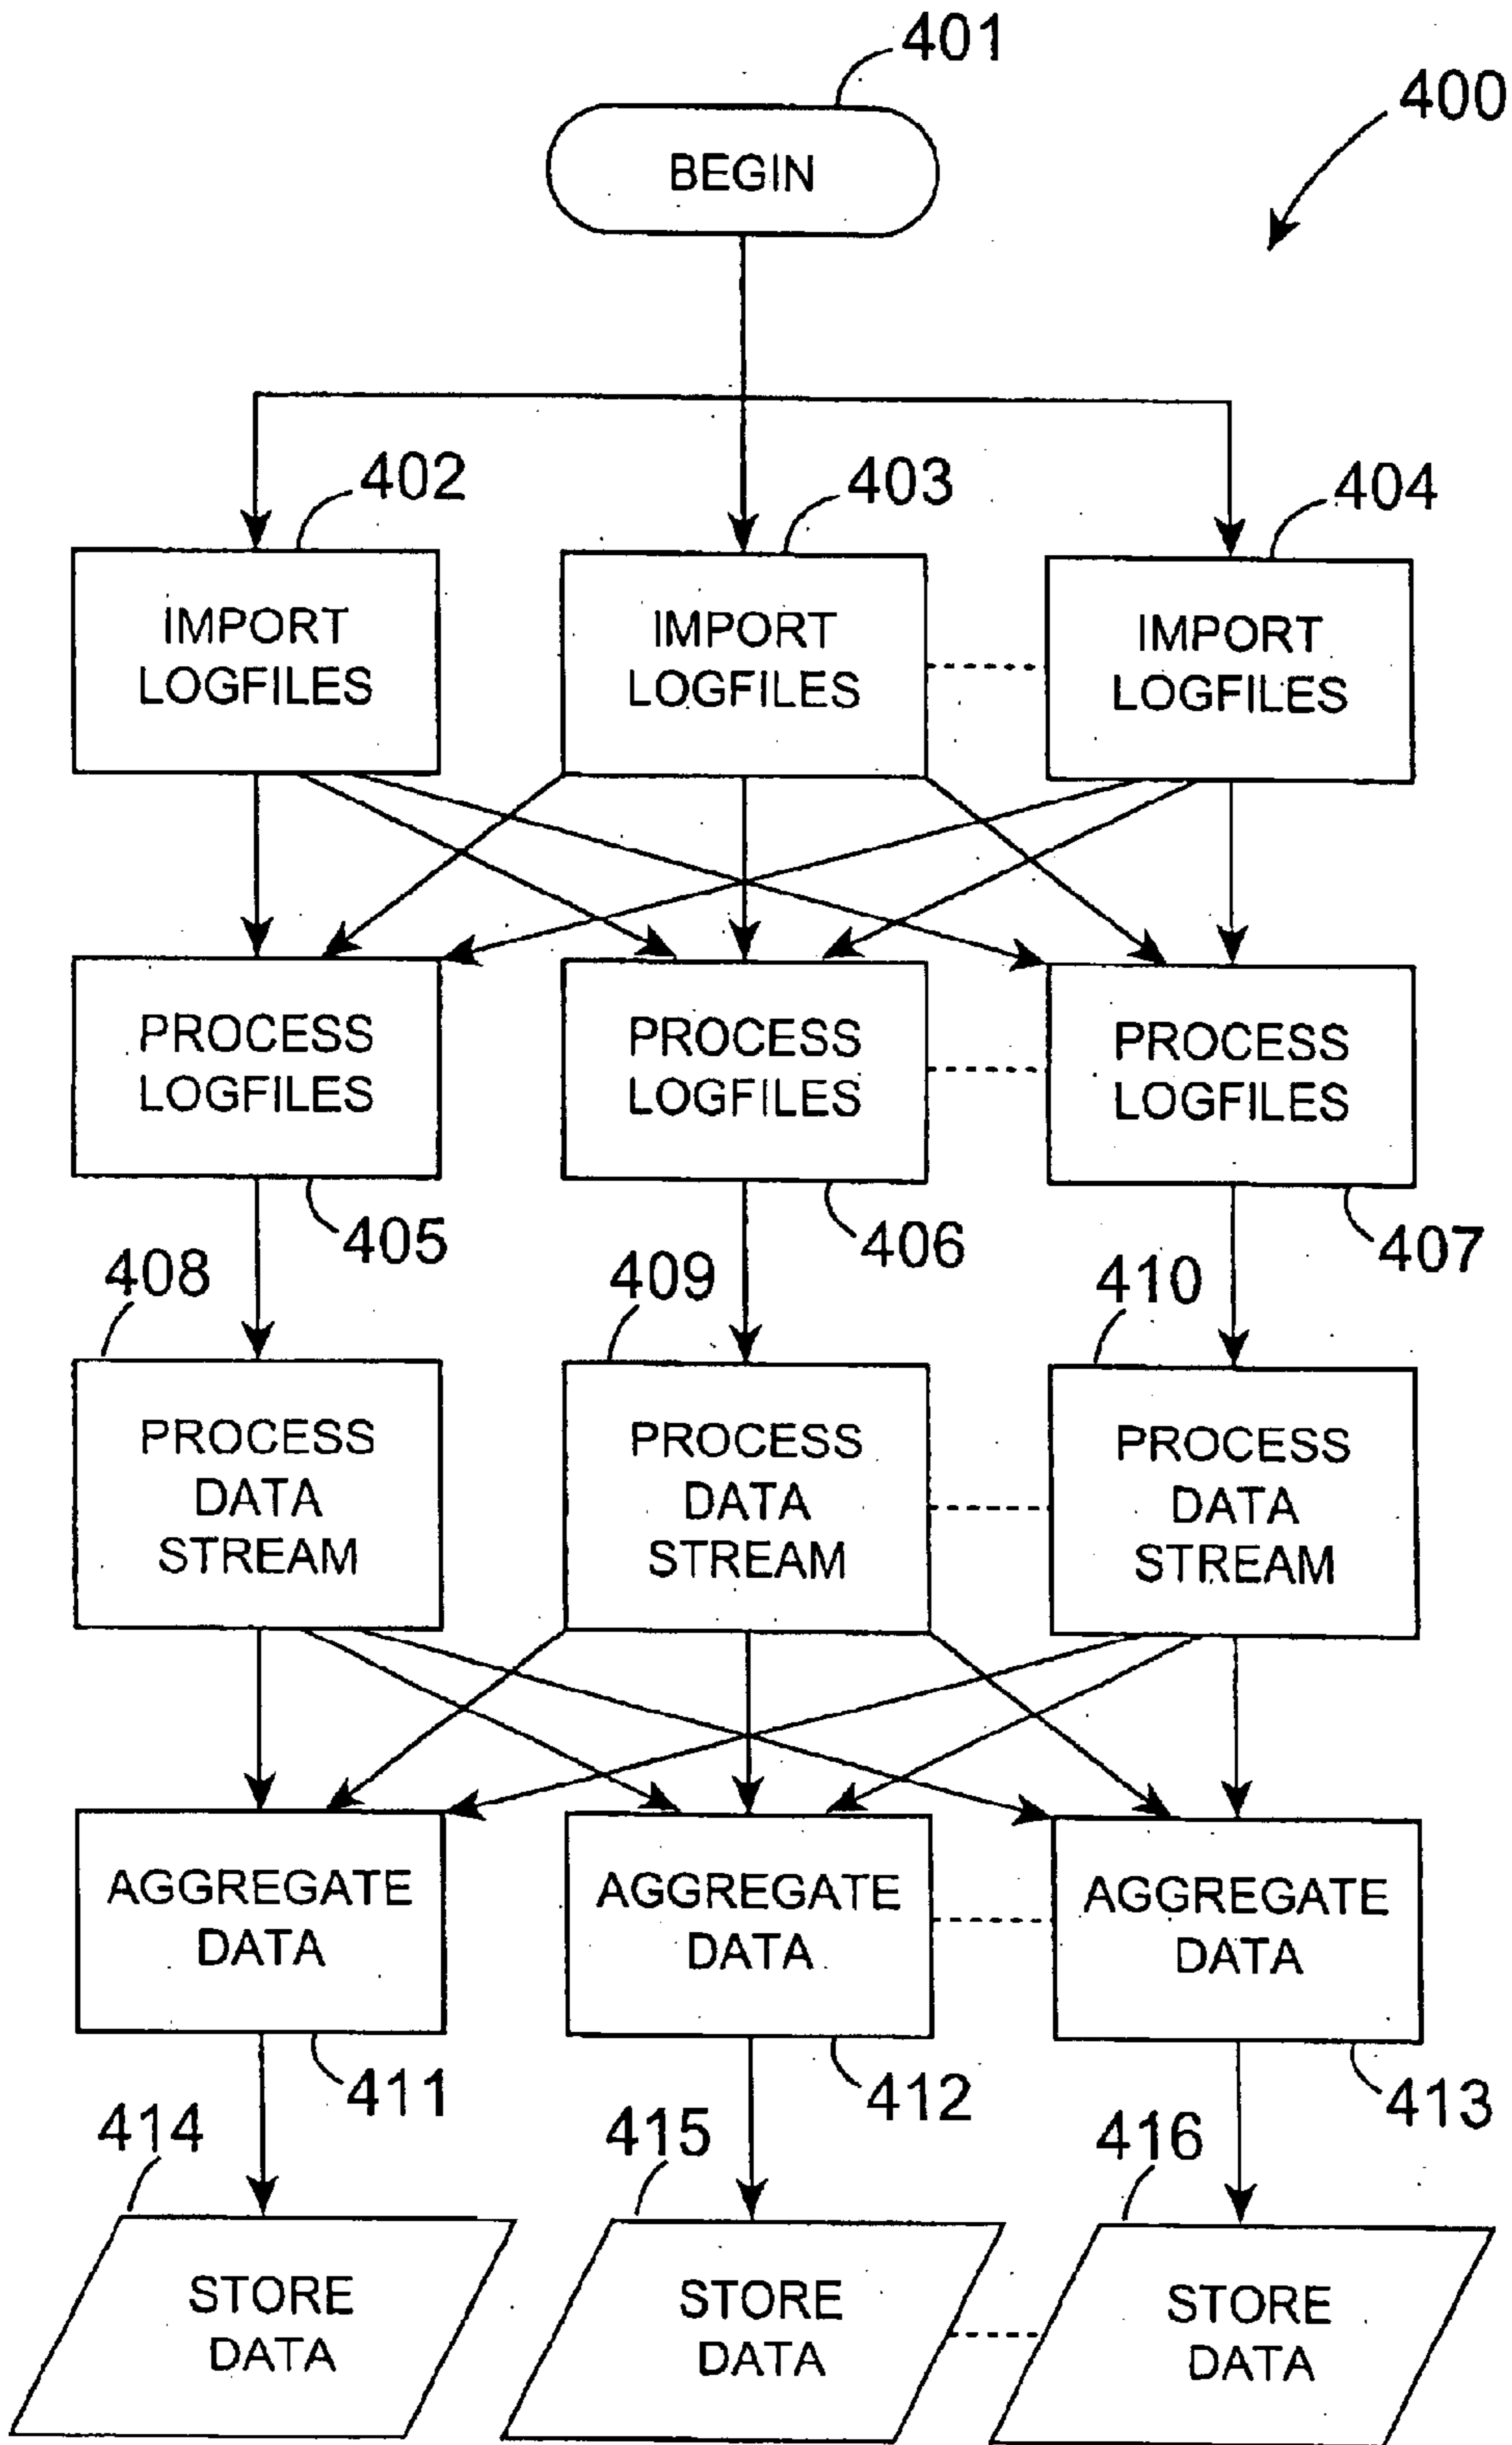 401
400
BEGIN
402
403
404
IMPORT
LOGFILES
IMPORT
LOGFILES
IMPORT
LOGFILES
PROCESS
LOGFILES
PROCESS
LOGFILES
PROCESS
LOGFILES
405
406
407
408
409
410
PROCESS
DATA
STREAM
PROCESS
DATA
STREAM
PROCESS
DATA
STREAM
AGGREGATE
DATA
AGGREGATE
DATA
AGGREGATE
DATA
411
412
413
414
415
416
STORE
DATA
STORE
DATA
STORE
DATA